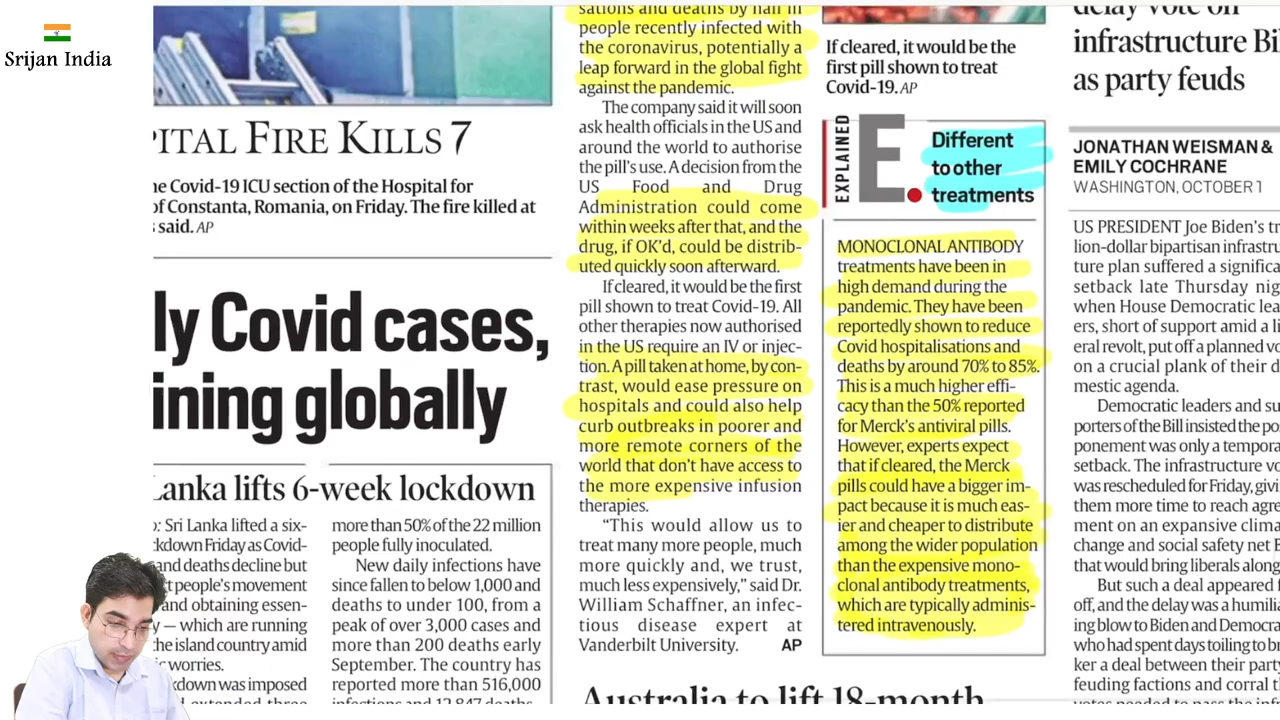 Srijan India
PITAL FIRE KILLS 7
he Covid-19 ICU section of the Hospital for
of Constanta, Romania, on Friday. The fire killed at
s said. AP
ly Covid cases,
ining globally
Lanka lifts 6-week lockdown
o: Sri Lanka lifted a six-
ckdown Friday as Covid-
and deaths decline but
t people's movement
and obtaining essen-
y — which are running
he island country amid
ic worries.
kdown was imposed
more than 50% of the 22 million
people fully inoculated.
New daily infections have
since fallen to below 1,000 and
deaths to under 100, from a
peak of over 3,000 cases and
more than 200 deaths early
September. The country has
reported more than 516,000
infections and 12,847 deaths
sations and deaths by half in
people recently infected with
the coronavirus, potentially a
leap forward in the global fight
against the pandemic.
The company said it will soon
ask health officials in the US and
around the world to authorise
the pill's use. A decision from the
US Food and Drug
Administration could come
within weeks after that, and the
drug, if OK'd, could be distrib-
uted quickly soon afterward.
If cleared, it would be the first
pill shown to treat Covid-19. All
other therapies now authorised
in the US require an IV or injec-
tion. A pill taken at home, by con-
trast, would ease pressure on
hospitals and could also help
curb outbreaks in poorer and
more remote corners of the
world that don't have access to
the more expensive infusion
therapies.
“This would allow us to
treat many more people, much
more quickly and, we trust,
much less expensively,” said Dr.
William Schaffner, an infec-
tious disease expert at
Vanderbilt University. AP
Australia to lift 18-month
If cleared, it would be the
first pill shown to treat
Covid-19. AP
EXPLAINED
E.
Different
to other
treatments
MONOCLONAL ANTIBODY
treatments have been in
high demand during the
pandemic. They have been
reportedly shown to reduce
Covid hospitalisations and
deaths by around 70% to 85%.
This is a much higher effi-
cacy than the 50% reported
for Merck's antiviral pills.
However, experts expect
that if cleared, the Merck
pills could have a bigger im-
pact because it is much eas-
ier and cheaper to distribute
among the wider population
than the expensive mono-
clonal antibody treatments,
which are typically adminis-
tered intravenously.
delay vote on
infrastructure Bi
as party feuds
JONATHAN WEISMAN &
EMILY COCHRANE
WASHINGTON, OCTOBER 1
US PRESIDENT Joe Biden's tr
lion-dollar bipartisan infrastru
ture plan suffered a significa
setback late Thursday nig
when House Democratic lea
ers, short of support amid a li
eral revolt, put off a planned vo
on a crucial plank of their d
mestic agenda.
Democratic leaders and su
porters of the Bill insisted the po
ponement was only a tempora
setback. The infrastructure vo
was rescheduled for Friday, givi
them more time to reach agre
ment on an expansive clima
change and social safety net B
that would bring liberals along
But such a deal appeared f
off, and the delay was a humilia
ing blow to Biden and Democra
who had spent days toiling to br
ker a deal between their party
feuding factions and corral t
votes needed to pass the inf